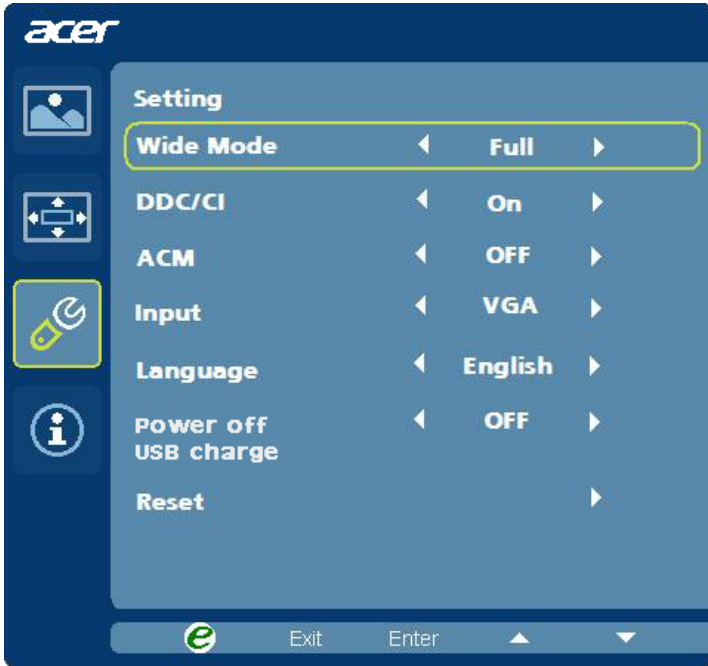 acer
Setting
Wide Mode Full
DDC/CI On
ACM OFF
Input VGA
Language English
Power off OFF
USB charge
Reset
e Exit Enter